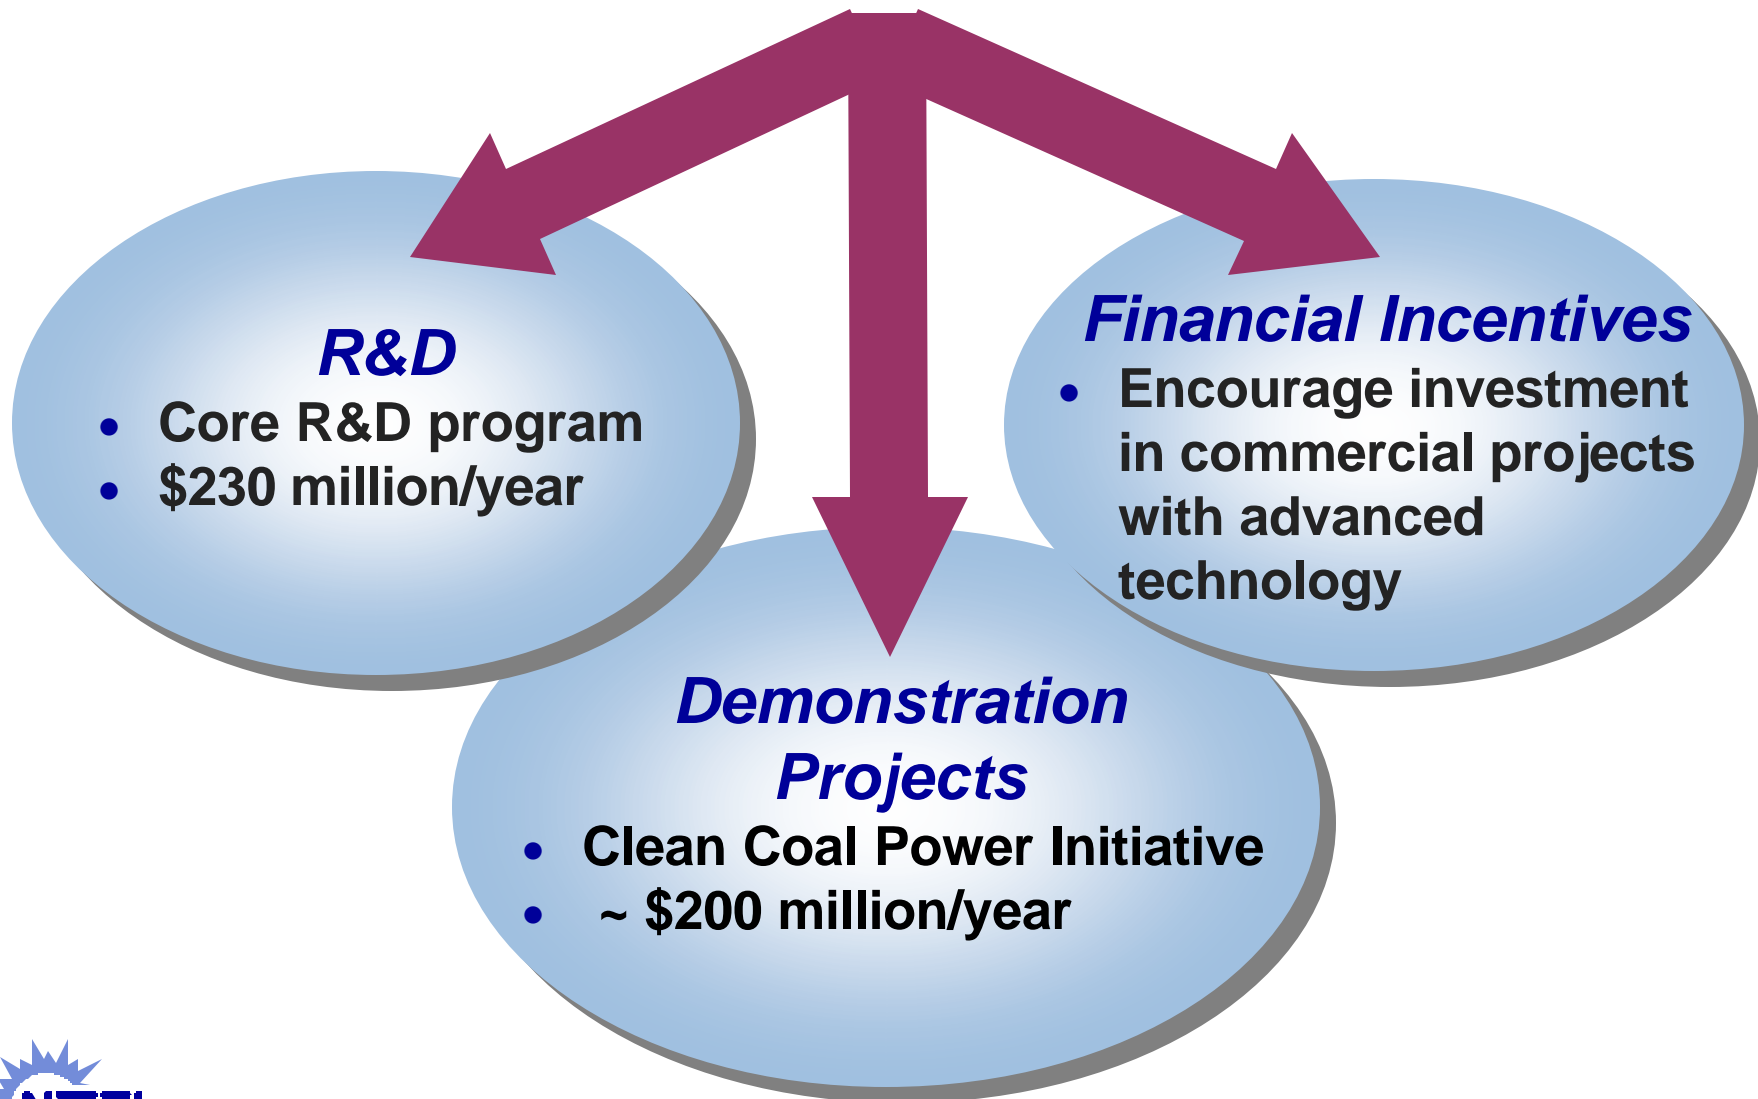 R&D
• Core R&D program
• $230 million/year
Financial Incentives
• Encourage investment
in commercial projects
with advanced
technology
Demonstration
Projects
• Clean Coal Power Initiative
• ~ $200 million/year